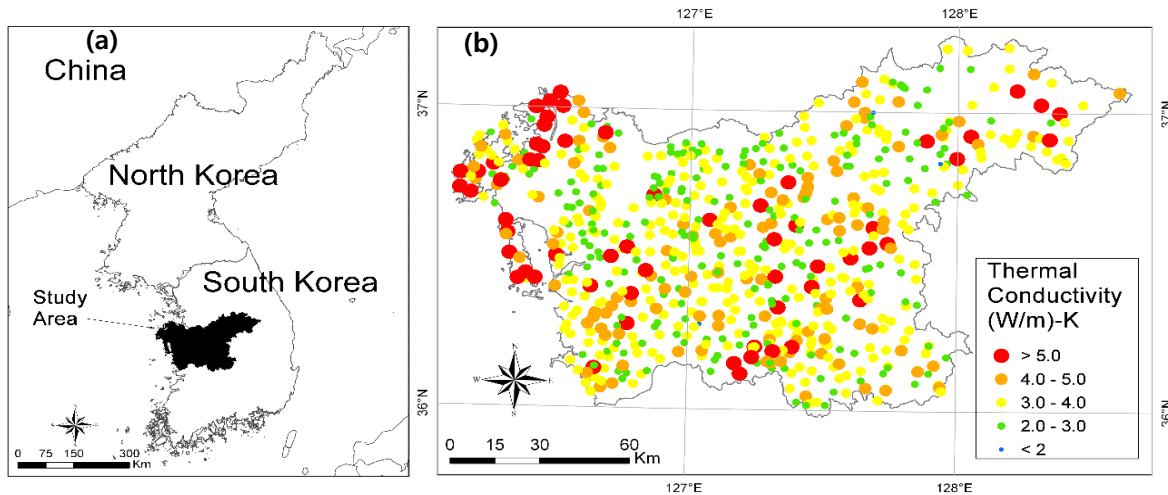 (a)
China
North Korea
South Korea
Study
Area
N
0 75 150 300
Km
(b)
127°E
128°E
37°N
37°N
36°N
36°N
N
W
E
S
0 15 30 60
Km
127°E
128°E
Thermal
Conductivity
(W/m)-K
> 5.0
4.0 - 5.0
3.0 - 4.0
2.0 - 3.0
< 2